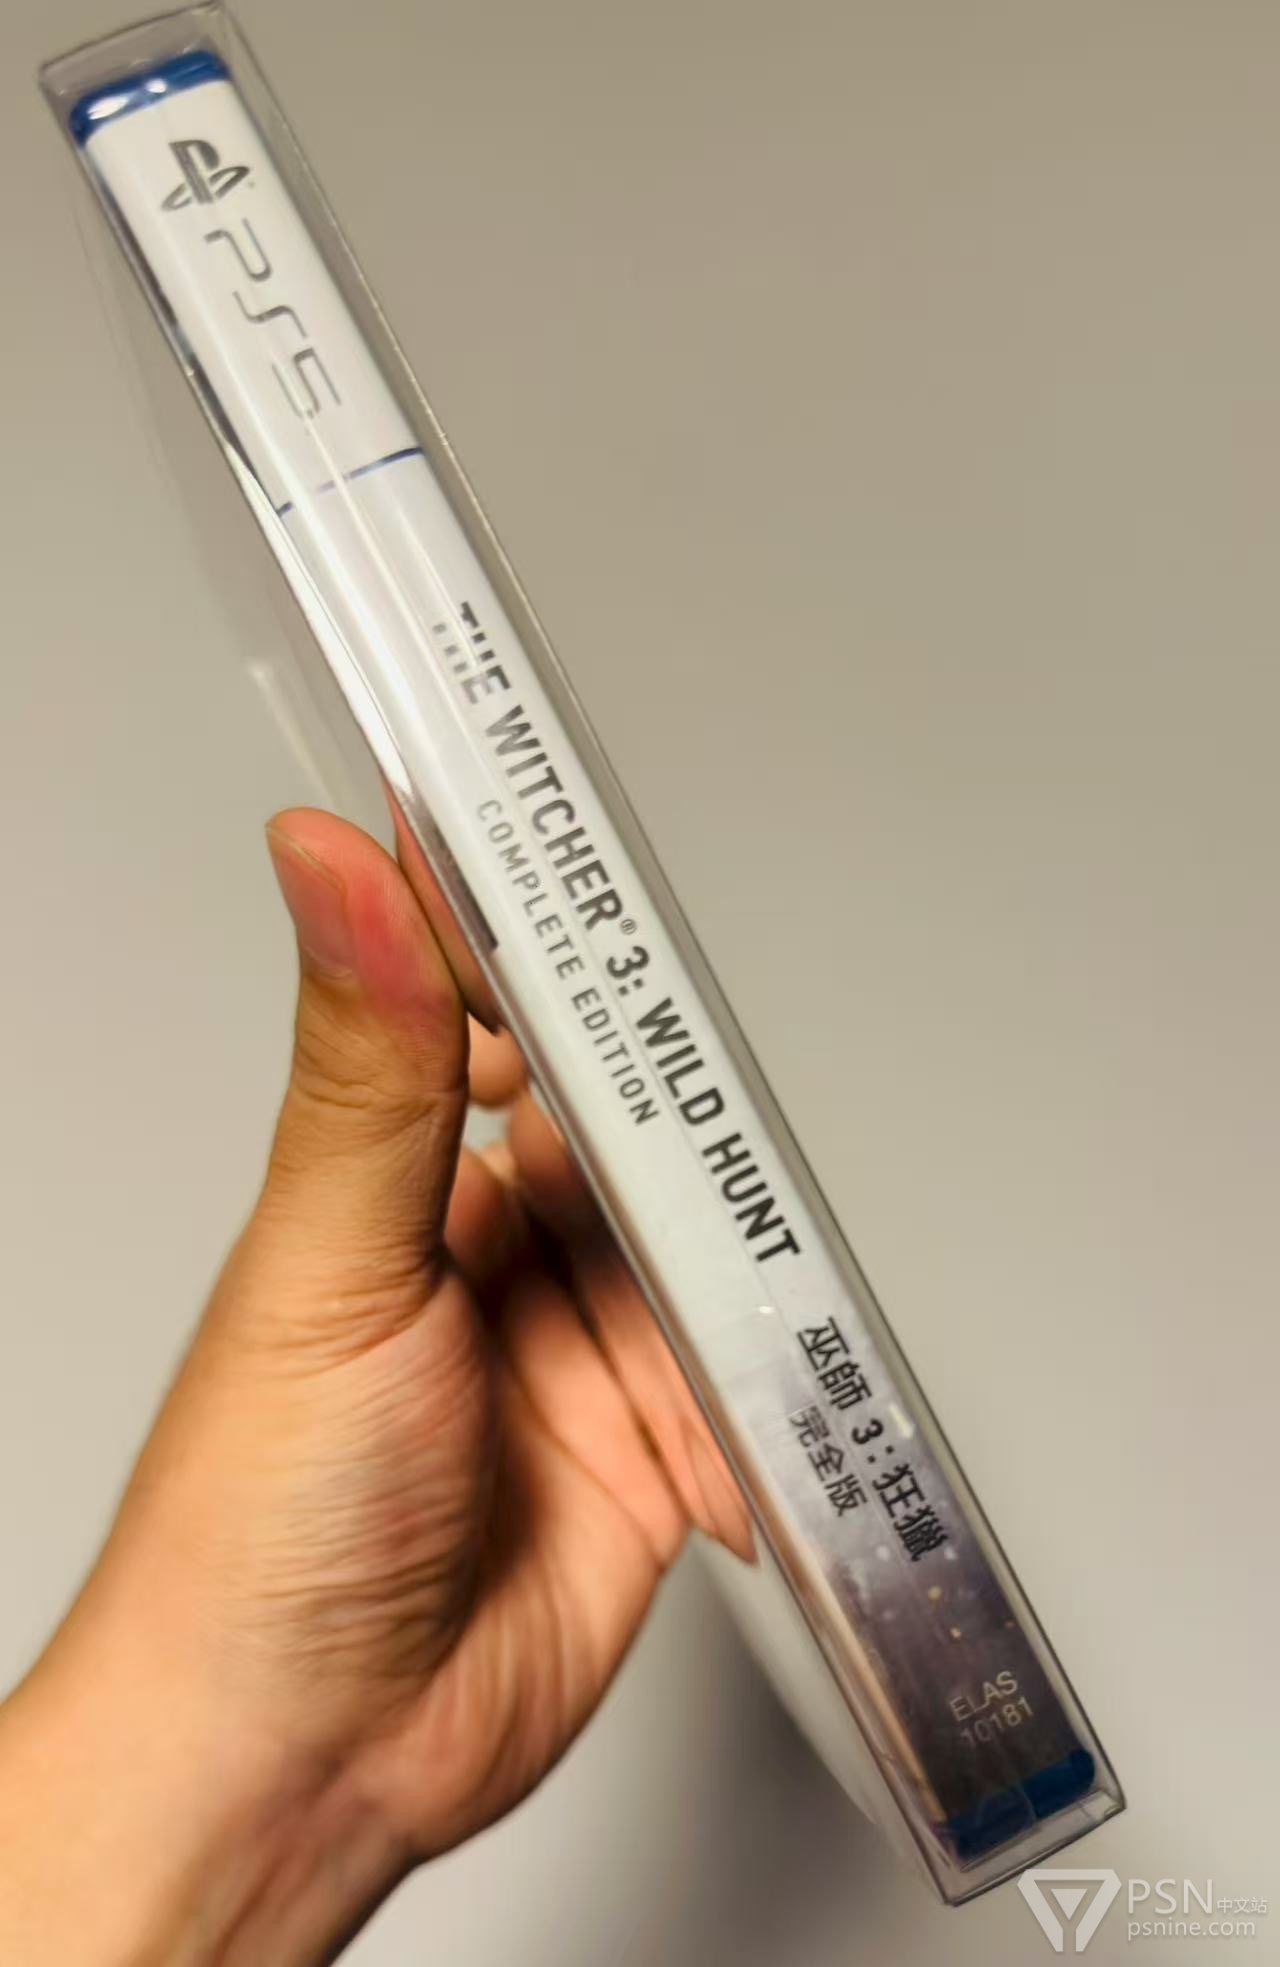 PS5
THE WITCHER® 3: WILD HUNT
COMPLETE EDITION
巫師 3：狂獵
完全版
ELAS
10181
PSN中文站
psnine.com